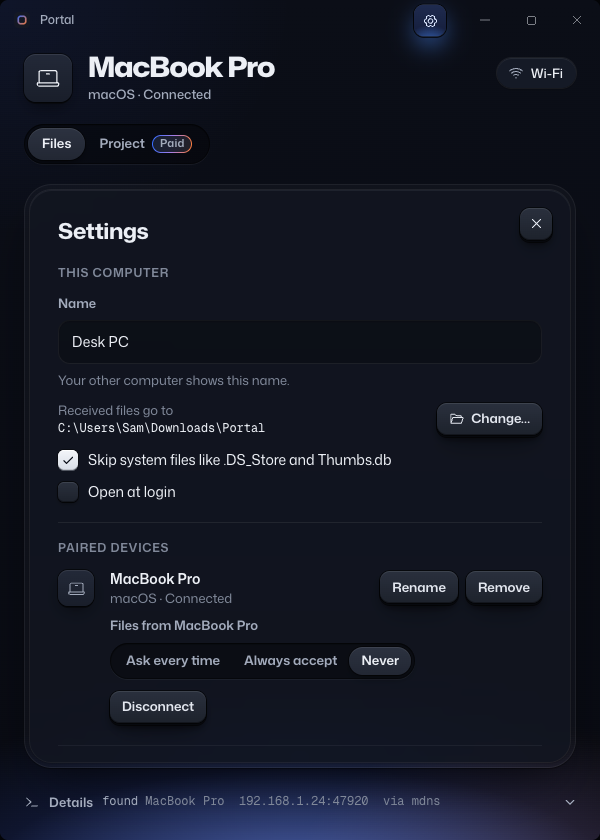 Portal
MacBook Pro
macOS · Connected
Wi-Fi
Files
Project Paid
Settings
THIS COMPUTER
Name
Desk PC
Your other computer shows this name.
Received files go to
C:\Users\Sam\Downloads\Portal
Change...
Skip system files like .DS_Store and Thumbs.db
Open at login
PAIRED DEVICES
MacBook Pro
macOS · Connected
Rename
Remove
Files from MacBook Pro
Ask every time
Always accept
Never
Disconnect
Details found MacBook Pro 192.168.1.24:47920 via mdns